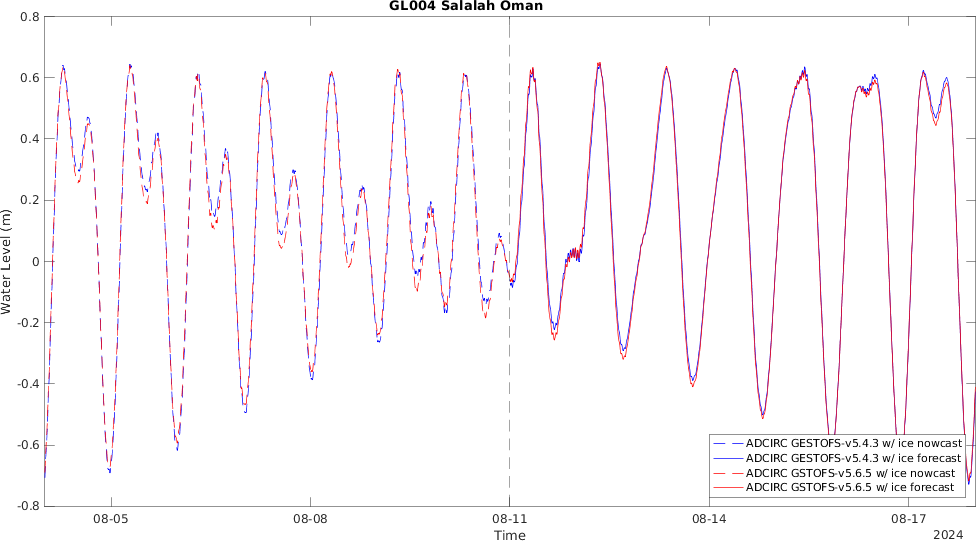 GL004 Salalah Oman
0.8
0.6
0.4
0.2
0
-0.2
-0.4
-0.6
-0.8
Water Level (m)
08-05
08-08
08-11
08-14
08-17
Time
2024
ADCIRC GESTOFS-v5.4.3 w/ ice nowcast
ADCIRC GESTOFS-v5.4.3 w/ ice forecast
ADCIRC GSTOFS-v5.6.5 w/ ice nowcast
ADCIRC GSTOFS-v5.6.5 w/ ice forecast